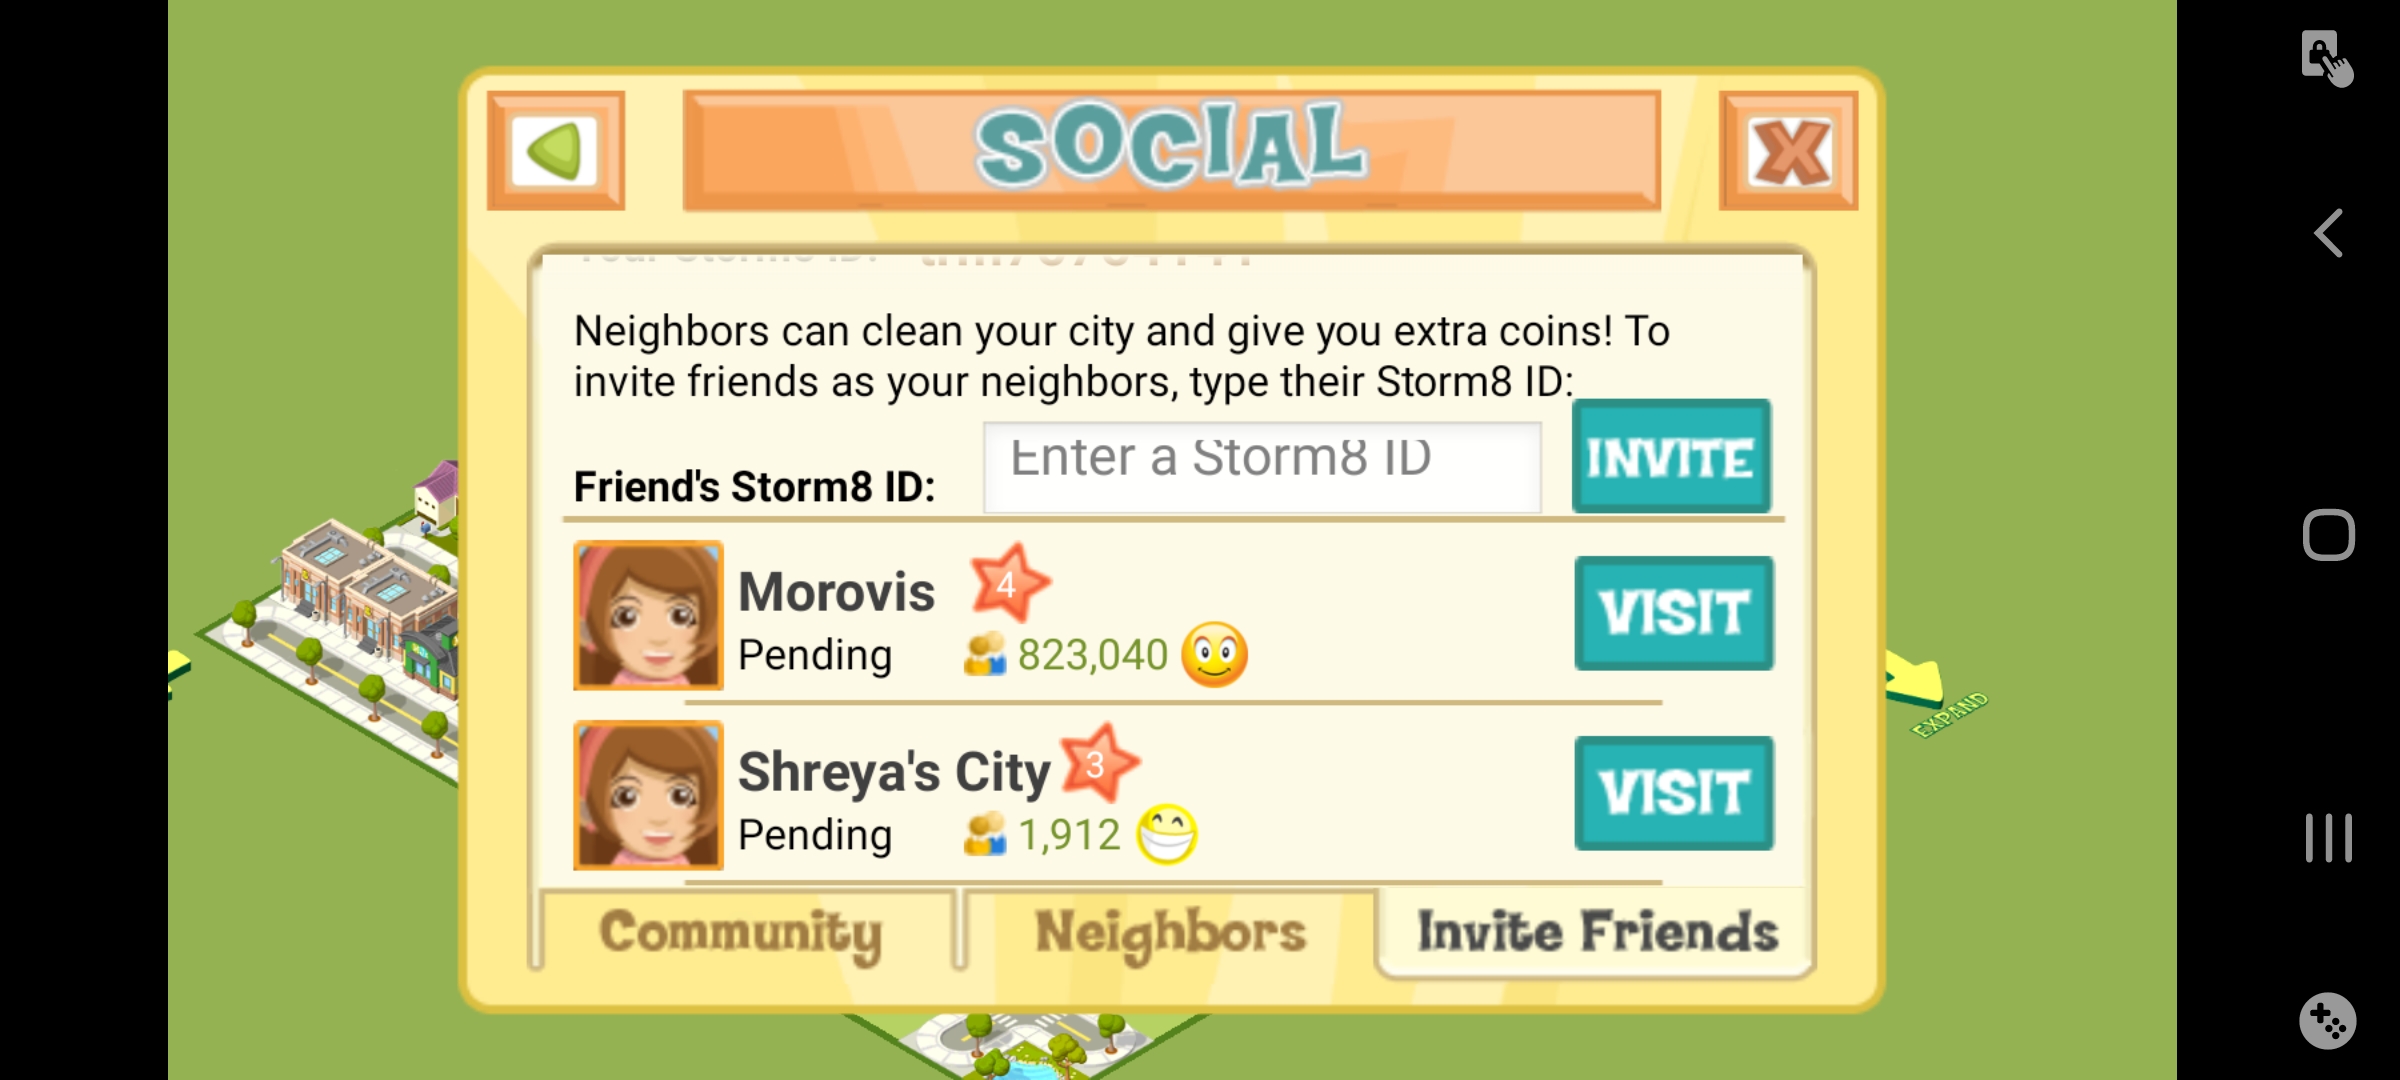 SOCIAL
Neighbors can clean your city and give you extra coins! To
invite friends as your neighbors, type their Storm8 ID:
Friend's Storm8 ID:
Enter a Storm8 ID
INVITE
Morovis
4
Pending
823,040
VISIT
Shreya's City
3
Pending
1,912
VISIT
EXPAND
Community
Neighbors
Invite Friends